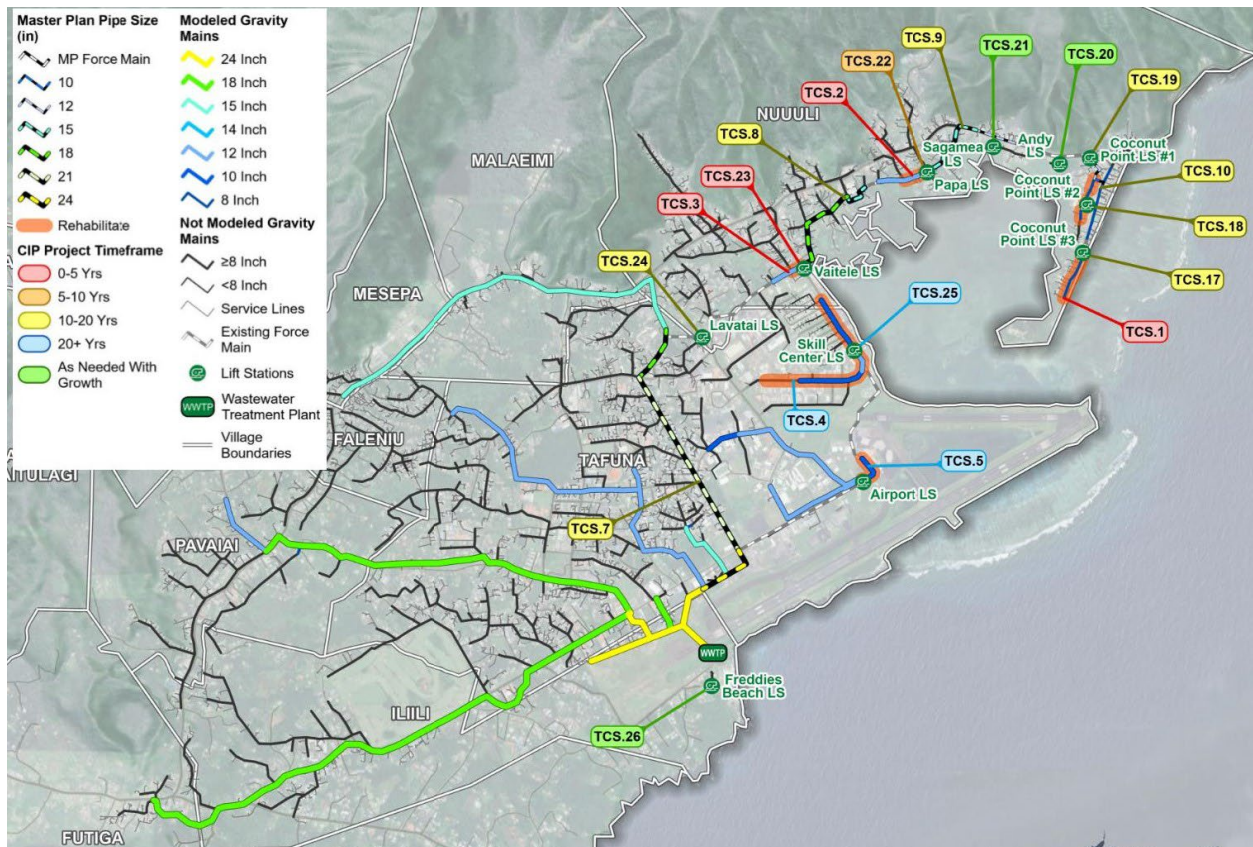 Master Plan Pipe Size
(in)
MP Force Main
10
12
15
18
21
24
Rehabilitate
CIP Project Timeframe
0-5 Yrs
5-10 Yrs
10-20 Yrs
20+ Yrs
As Needed With
Growth
Modeled Gravity
Mains
24 Inch
18 Inch
15 Inch
14 Inch
12 Inch
10 Inch
8 Inch
Not Modeled Gravity
Mains
≥8 Inch
<8 Inch
Service Lines
Existing Force
Main
Lift Stations
WWTP
Wastewater
Treatment Plant
Village
Boundaries
TCS.9
TCS.21
TCS.20
TCS.22
TCS.19
TCS.2
NUUULI
TCS.8
Sagamea
LS
Andy
LS
Coconut
Point LS #1
MALAEIMI
Papa LS
Coconut
Point LS #2
TCS.10
TCS.23
TCS.3
TCS.18
Coconut
Point LS #3
TCS.24
Vaitele LS
TCS.17
MESEPA
TCS.25
Lavatai LS
TCS.1
Skill
Center LS
TCS.4
FALENIU
TAFUNA
TCS.5
AITULAGI
Airport LS
TCS.7
PAVAIAI
WWTP
Freddies
Beach LS
ILIILI
TCS.26
FUTIGA